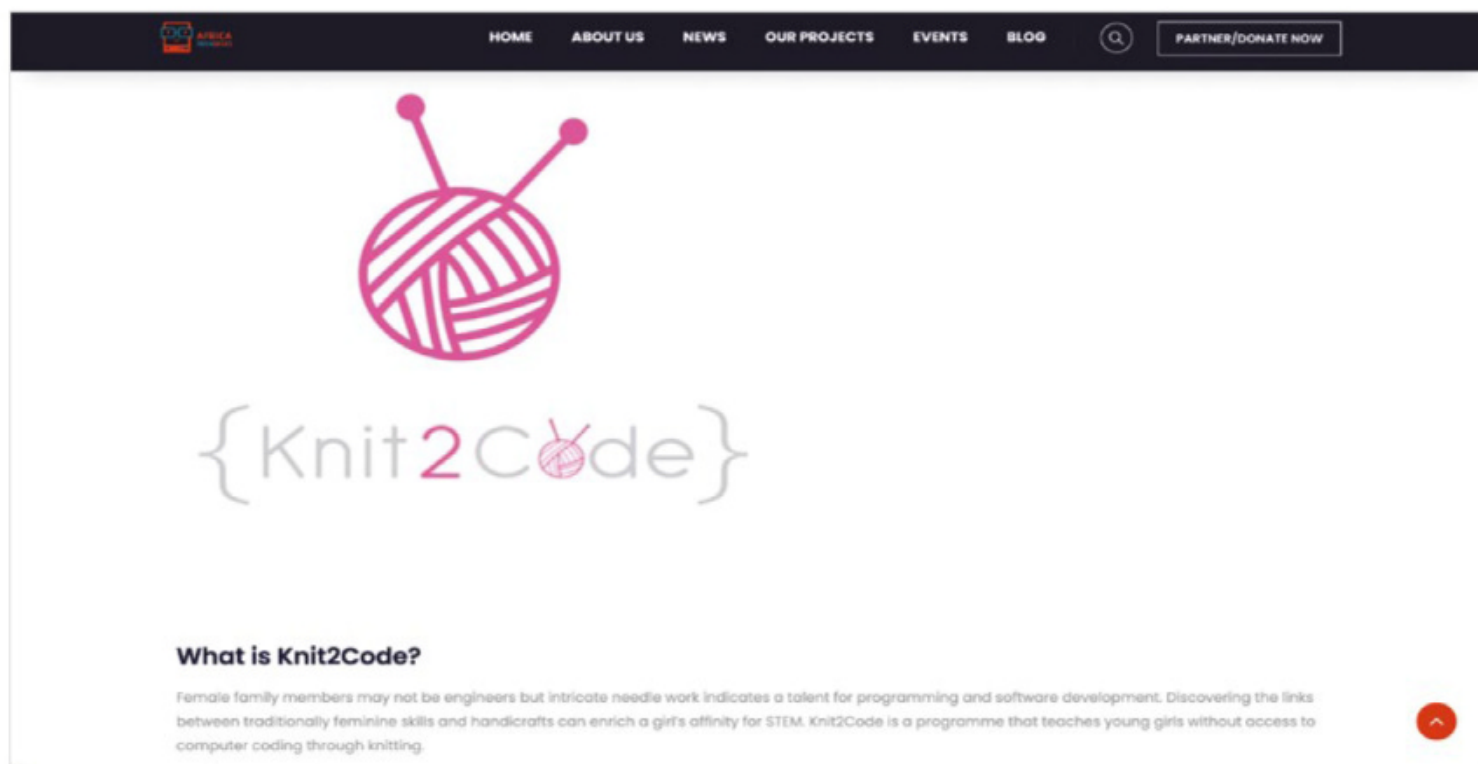 AFRICA
HOME ABOUT US NEWS OUR PROJECTS EVENTS BLOG PARTNER/DONATE NOW
{Knit2Code}
What is Knit2Code?
Female family members may not be engineers but intricate needle work indicates a talent for programming and software development. Discovering the links
between traditionally feminine skills and handicrafts can enrich a girl's affinity for STEM. Knit2Code is a programme that teaches young girls without access to
computer coding through knitting.